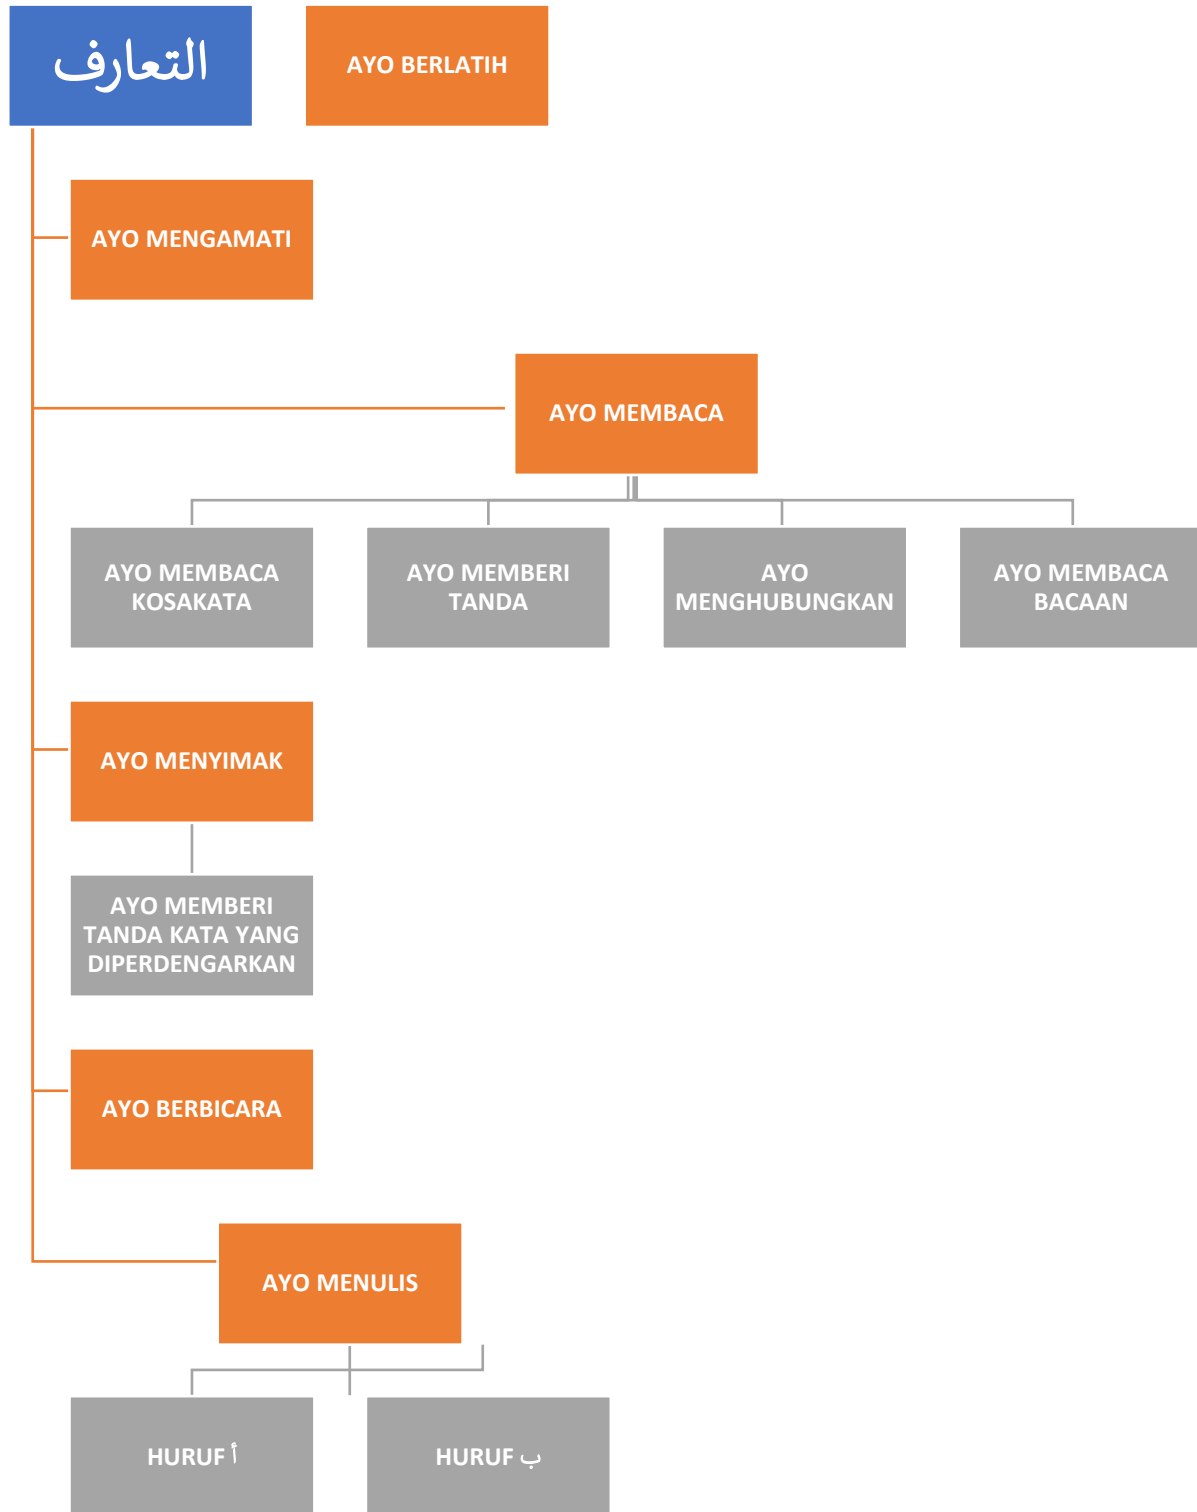 التعارف
AYO BERLATIH
AYO MENGAMATI
AYO MEMBACA
AYO MEMBACA
KOSAKATA
AYO MEMBERI
TANDA
AYO
MENGHUBUNGKAN
AYO MEMBACA
BACAAN
AYO MENYIMAK
AYO MEMBERI
TANDA KATA YANG
DIPERDENGARKAN
AYO BERBICARA
AYO MENULIS
HURUF أ
HURUF ب